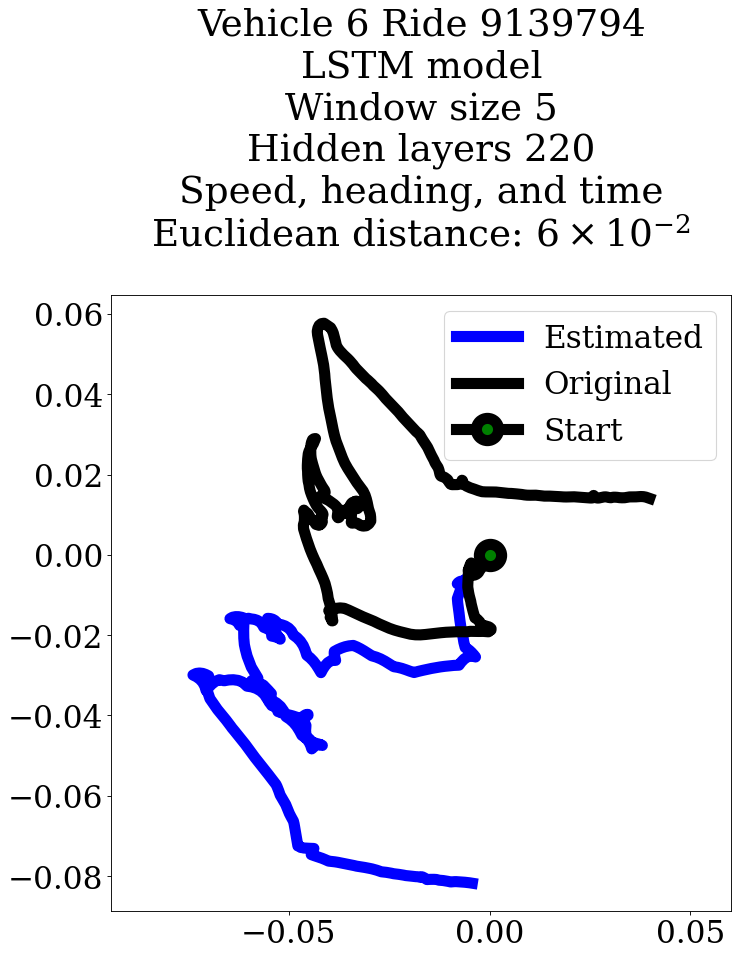 Vehicle 6 Ride 9139794
LSTM model
Window size 5
Hidden layers 220
Speed, heading, and time
Euclidean distance: 6 × 10⁻²
Estimated
Original
Start
0.06
0.04
0.02
0.00
−0.02
−0.04
−0.06
−0.08
−0.05 0.00 0.05